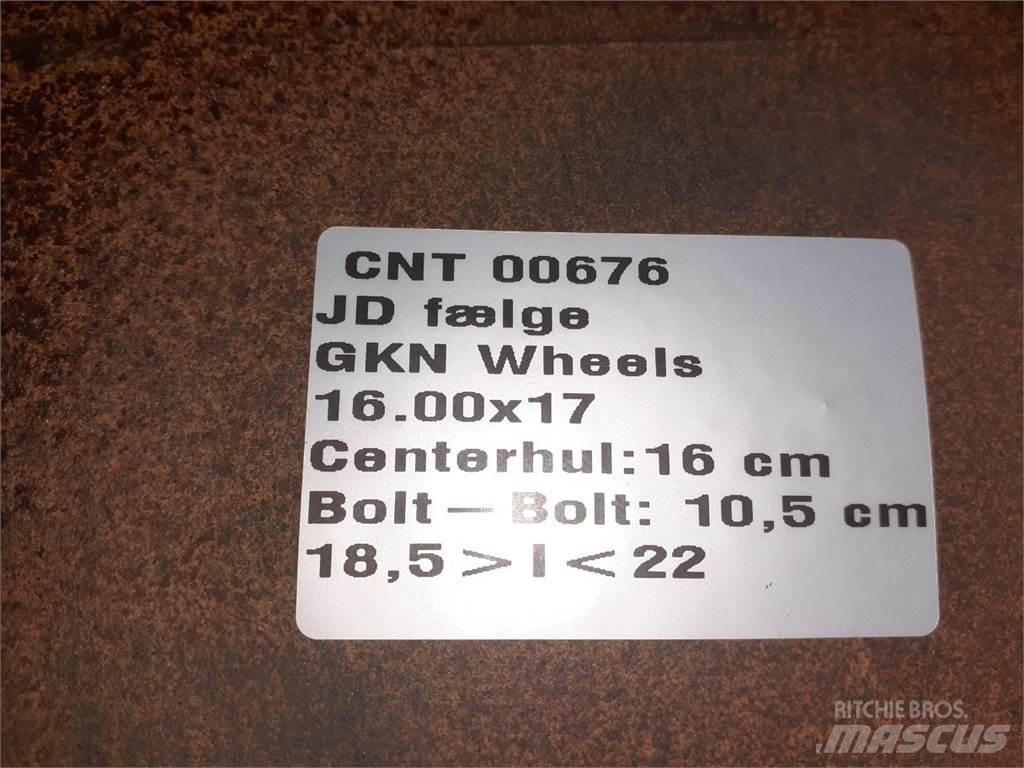 CNT 00676
JD fælge
GKN Wheels
16.00x17
Centerhul:16 cm
Bolt – Bolt: 10,5 cm
18,5 > I < 22
RITCHIE BROS.
MASCUS